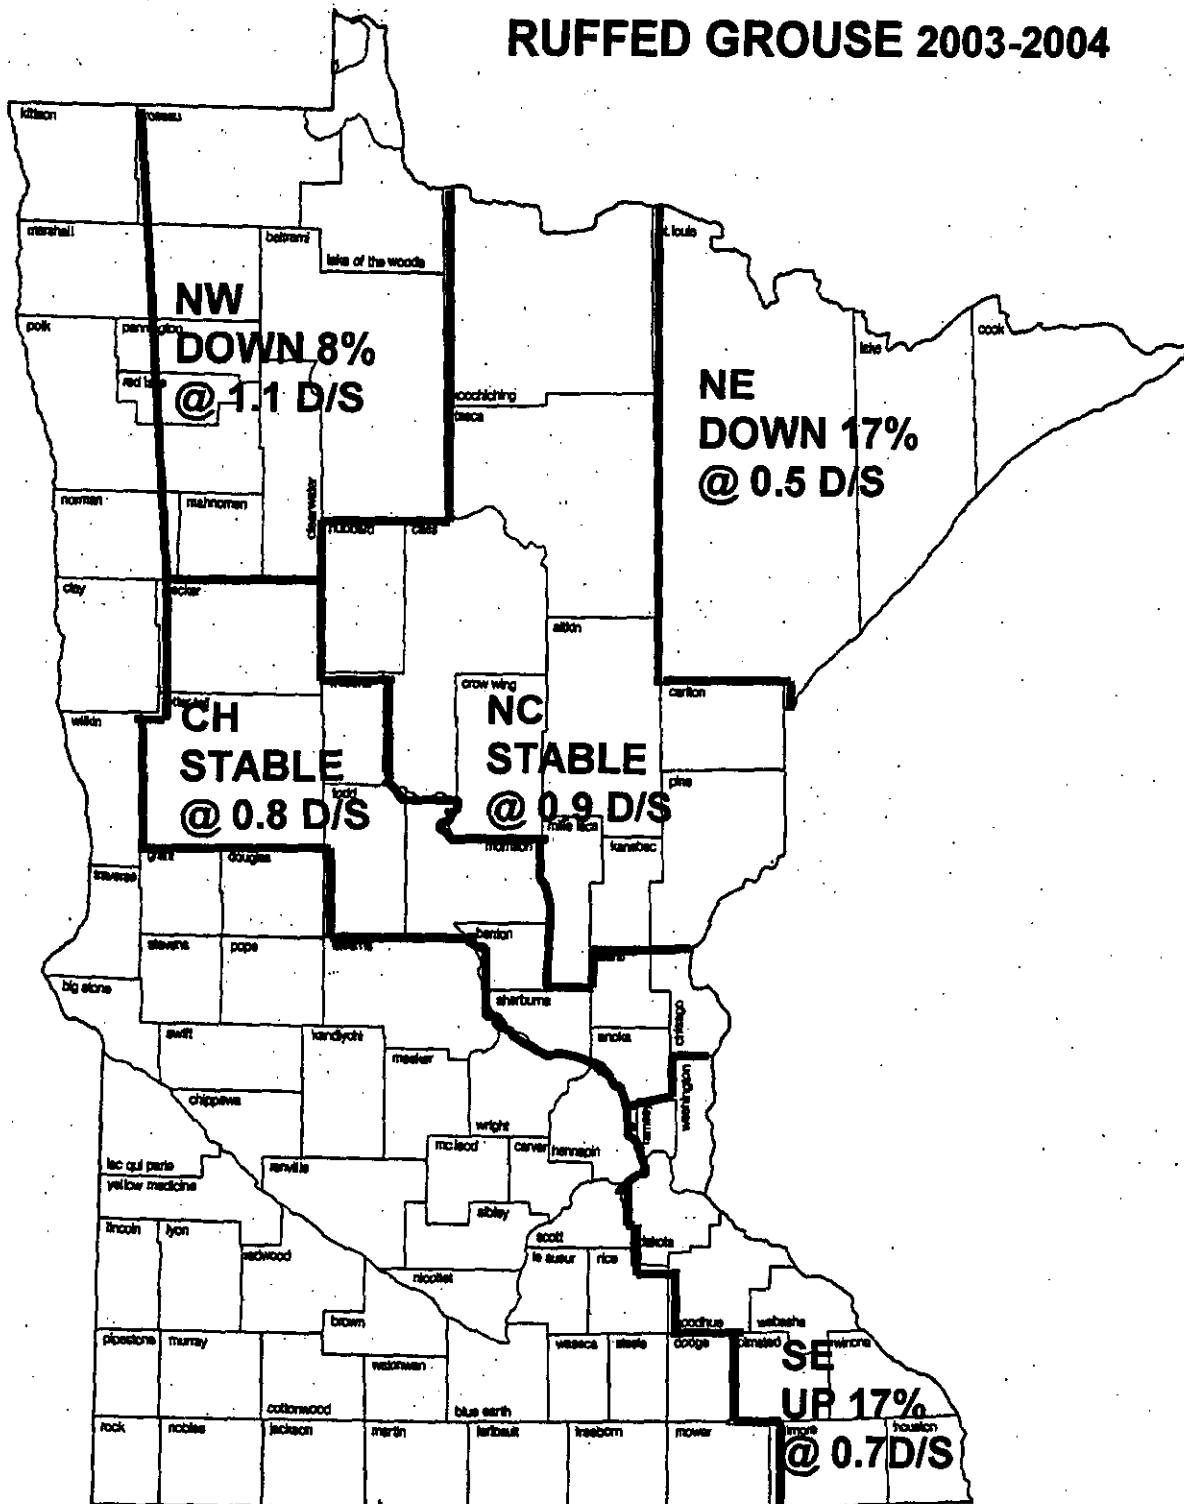 RUFFED GROUSE 2003-2004
kittson
roseau
marshall
beltrami
lake of the woods
st. louis
NW
DOWN 8%
@ 1.1 D/S
polk
pennington
red lake
cook
lake
NE
DOWN 17%
@ 0.5 D/S
koochiching
itasca
norman
mahnomen
clearwater
hubbard
cass
clay
becker
aitkin
wilkin
crow wing
carlton
CH
STABLE
@ 0.8 D/S
NC
STABLE
@ 0.9 D/S
todd
pine
mille lacs
kanabec
morrison
traverse
grant
douglas
stevens
pope
stearns
benton
big stone
sherburne
chisago
swift
kandiyohi
anoka
meeker
washington
chippewa
wright
ramsey
lac qui parle
renville
mc leod
carver
hennepin
yellow medicine
sibley
lincoln
lyon
redwood
scott
dakota
le sueur
rice
nicollet
brown
goodhue
wabasha
pipestone
murray
watonwan
waseca
steele
dodge
olmsted
winona
SE
UP 17%
@ 0.7D/S
cottonwood
blue earth
rock
nobles
jackson
martin
faribault
freeborn
mower
houston